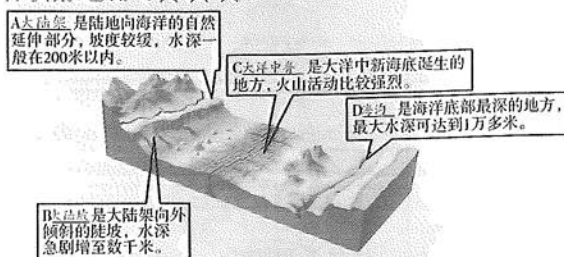 A大陆架 是陆地向海洋的自然
延伸部分，坡度较缓，水深一
般在200米以内。
C大洋中脊 是大洋中新海底诞生的
地方，火山活动比较强烈。
D海沟 是海洋底部最深的地方，
最大水深可达到1万多米。
B大陆坡是大陆架向外
倾斜的陡坡，水深
急剧增至数千米。